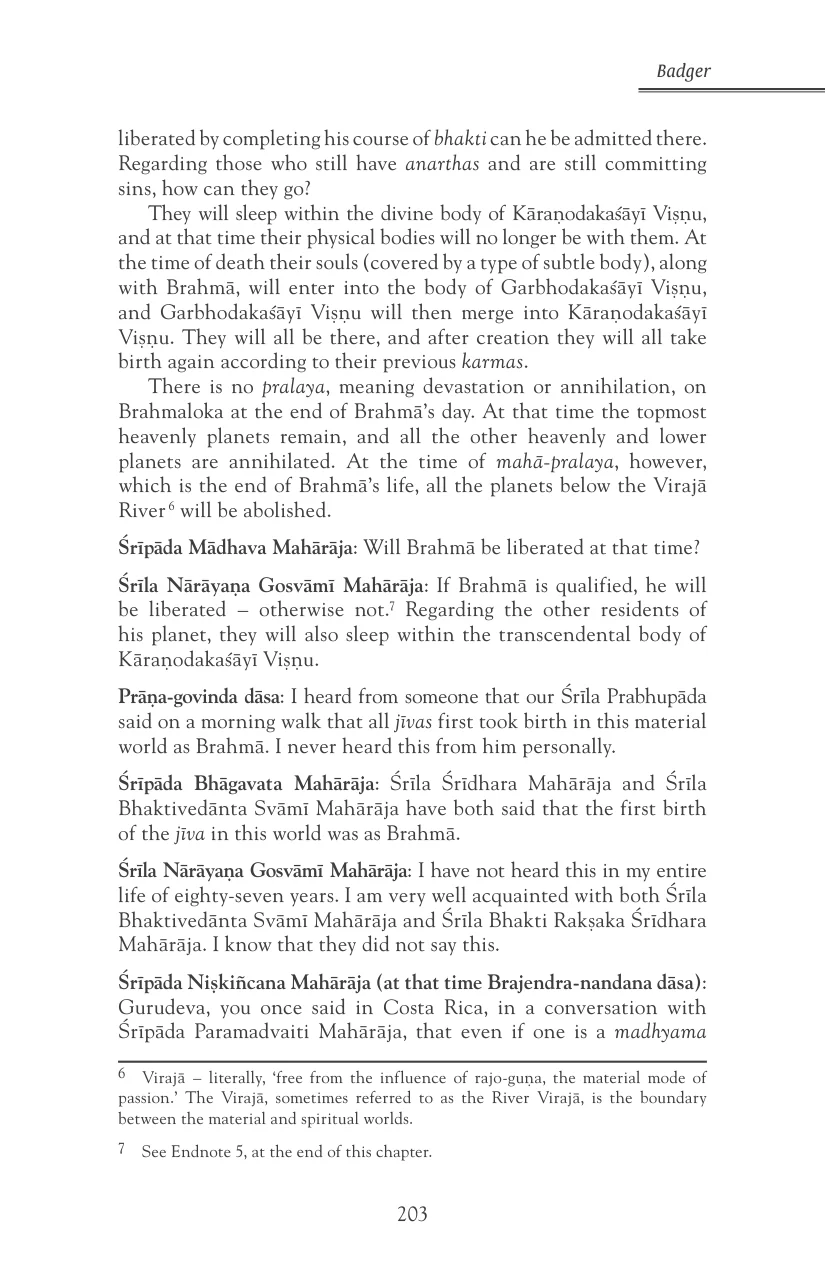 Badger
liberated by completing his course of bhakti can he be admitted there.
Regarding those who still have anarthas and are still committing
sins, how can they go?
They will sleep within the divine body of Kāraṇodakaśāyī Viṣṇu,
and at that time their physical bodies will no longer be with them. At
the time of death their souls (covered by a type of subtle body), along
with Brahmā, will enter into the body of Garbhodakaśāyī Viṣṇu,
and Garbhodakaśāyī Viṣṇu will then merge into Kāraṇodakaśāyī
Viṣṇu. They will all be there, and after creation they will all take
birth again according to their previous karmas.
There is no pralaya, meaning devastation or annihilation, on
Brahmaloka at the end of Brahmā’s day. At that time the topmost
heavenly planets remain, and all the other heavenly and lower
planets are annihilated. At the time of mahā-pralaya, however,
which is the end of Brahmā’s life, all the planets below the Virajā
River 6 will be abolished.
Śrīpāda Mādhava Mahārāja: Will Brahmā be liberated at that time?
Śrīla Nārāyaṇa Gosvāmī Mahārāja: If Brahmā is qualified, he will
be liberated – otherwise not.7 Regarding the other residents of
his planet, they will also sleep within the transcendental body of
Kāraṇodakaśāyī Viṣṇu.
Prāṇa-govinda dāsa: I heard from someone that our Śrīla Prabhupāda
said on a morning walk that all jīvas first took birth in this material
world as Brahmā. I never heard this from him personally.
Śrīpāda Bhāgavata Mahārāja: Śrīla Śrīdhara Mahārāja and Śrīla
Bhaktivedānta Svāmī Mahārāja have both said that the first birth
of the jīva in this world was as Brahmā.
Śrīla Nārāyaṇa Gosvāmī Mahārāja: I have not heard this in my entire
life of eighty-seven years. I am very well acquainted with both Śrīla
Bhaktivedānta Svāmī Mahārāja and Śrīla Bhakti Rakṣaka Śrīdhara
Mahārāja. I know that they did not say this.
Śrīpāda Niṣkiñcana Mahārāja (at that time Brajendra-nandana dāsa):
Gurudeva, you once said in Costa Rica, in a conversation with
Śrīpāda Paramadvaiti Mahārāja, that even if one is a madhyama
6 Virajā – literally, ‘free from the influence of rajo-guṇa, the material mode of
passion.’ The Virajā, sometimes referred to as the River Virajā, is the boundary
between the material and spiritual worlds.
7 See Endnote 5, at the end of this chapter.
203